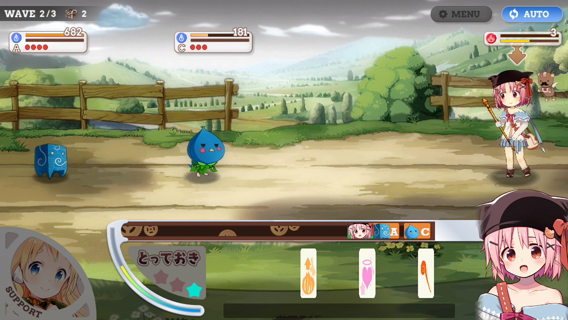 WAVE 2/3 2
MENU
AUTO
682
A
181
C
3
A C
とっておき
SUPPORT